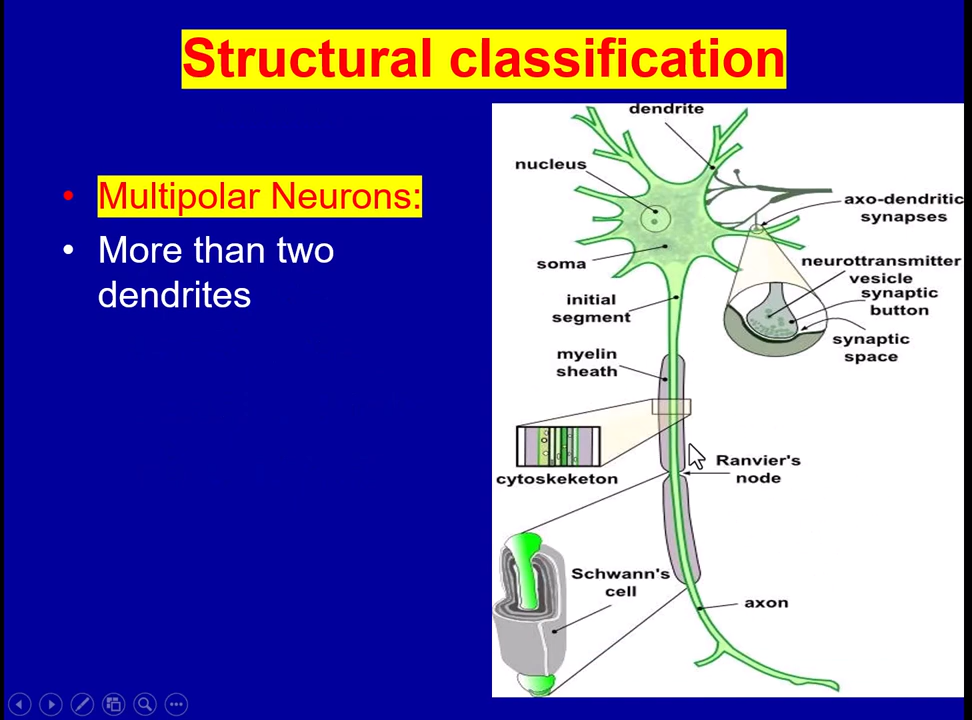 Structural classification
• Multipolar Neurons:
• More than two
dendrites
dendrite
nucleus
axo-dendritic
synapses
soma
neurottransmitter
vesicle
synaptic
button
initial
segment
synaptic
space
myelin
sheath
Ranvier's
node
cytoskeketon
Schwann's
cell
axon